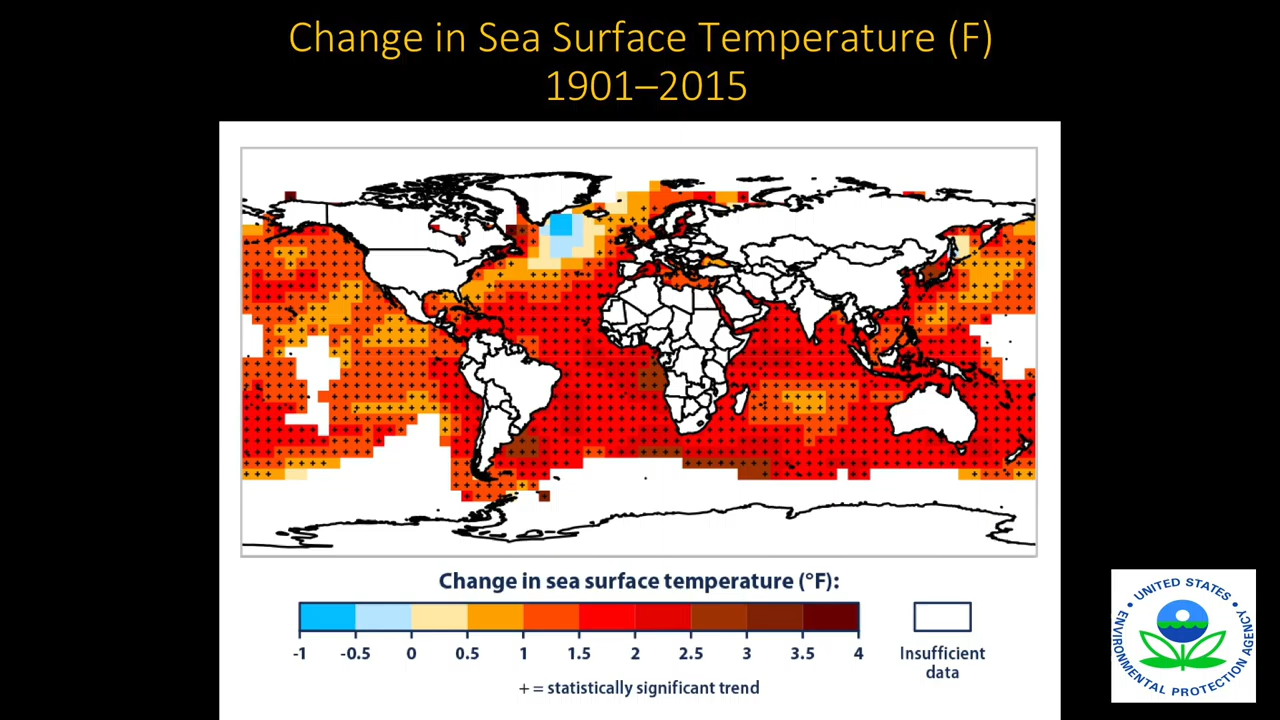 Change in Sea Surface Temperature (F)
1901–2015
Change in sea surface temperature (°F):
-1 -0.5 0 0.5 1 1.5 2 2.5 3 3.5 4
Insufficient
data
+ = statistically significant trend
UNITED STATES
ENVIRONMENTAL PROTECTION AGENCY